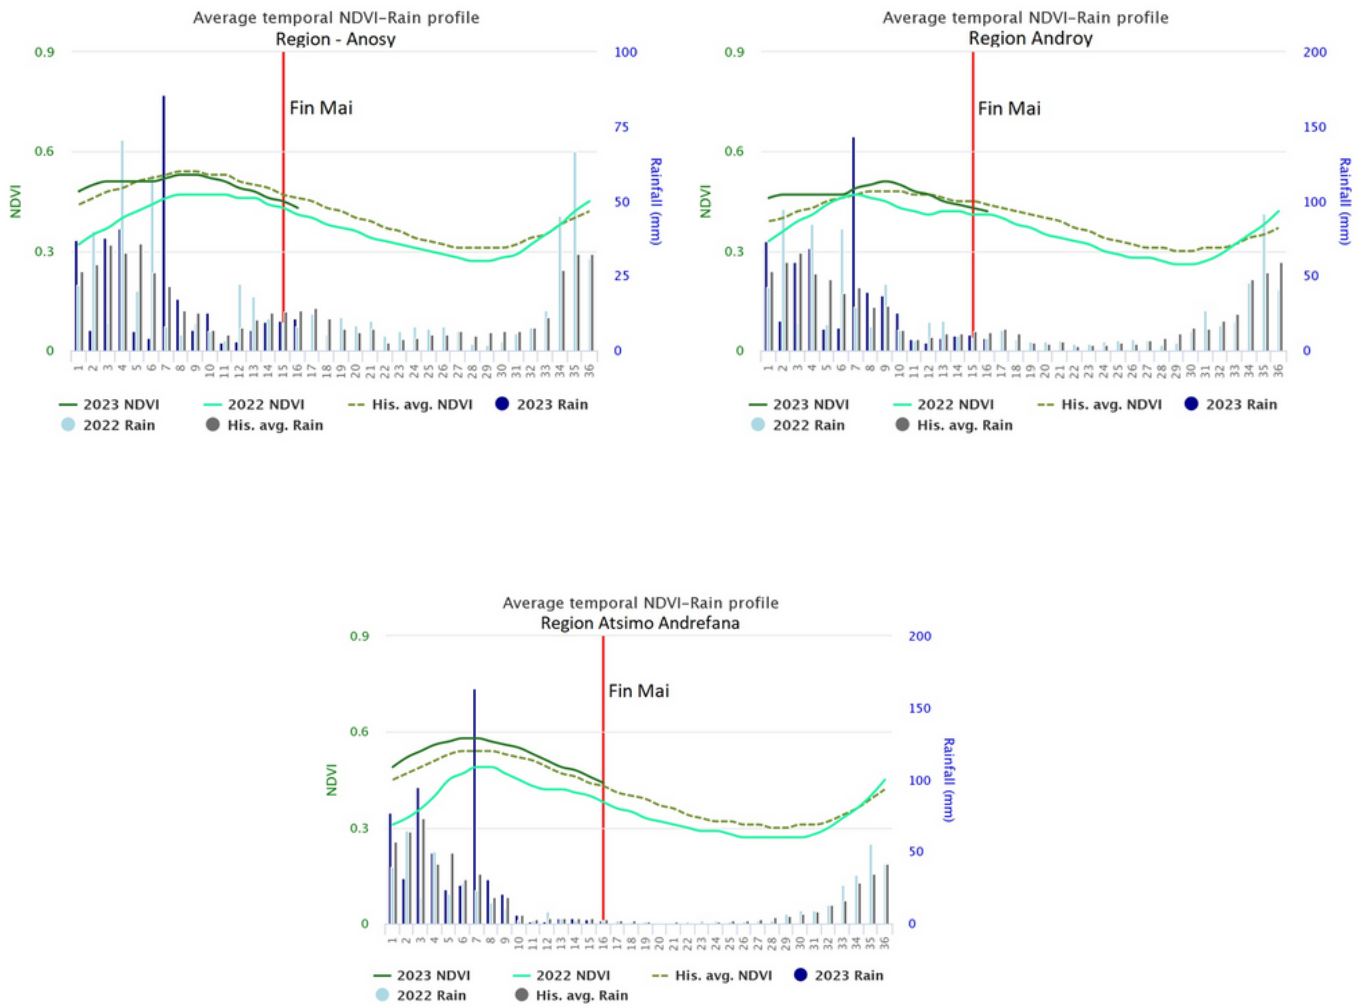 Average temporal NDVI-Rain profile
Region - Anosy
0.9
0.6
0.3
0
NDVI
100
75
50
25
0
Rainfall (mm)
Fin Mai
1 2 3 4 5 6 7 8 9 10 11 12 13 14 15 16 17 18 19 20 21 22 23 24 25 26 27 28 29 30 31 32 33 34 35 36
2023 NDVI 2022 NDVI His. avg. NDVI 2023 Rain
2022 Rain His. avg. Rain
Average temporal NDVI-Rain profile
Region Androy
0.9
0.6
0.3
0
NDVI
200
150
100
50
0
Rainfall (mm)
Fin Mai
1 2 3 4 5 6 7 8 9 10 11 12 13 14 15 16 17 18 19 20 21 22 23 24 25 26 27 28 29 30 31 32 33 34 35 36
2023 NDVI 2022 NDVI His. avg. NDVI 2023 Rain
2022 Rain His. avg. Rain
Average temporal NDVI-Rain profile
Region Atsimo Andrefana
0.9
0.6
0.3
0
NDVI
200
150
100
50
0
Rainfall (mm)
Fin Mai
1 2 3 4 5 6 7 8 9 10 11 12 13 14 15 16 17 18 19 20 21 22 23 24 25 26 27 28 29 30 31 32 33 34 35 36
2023 NDVI 2022 NDVI His. avg. NDVI 2023 Rain
2022 Rain His. avg. Rain